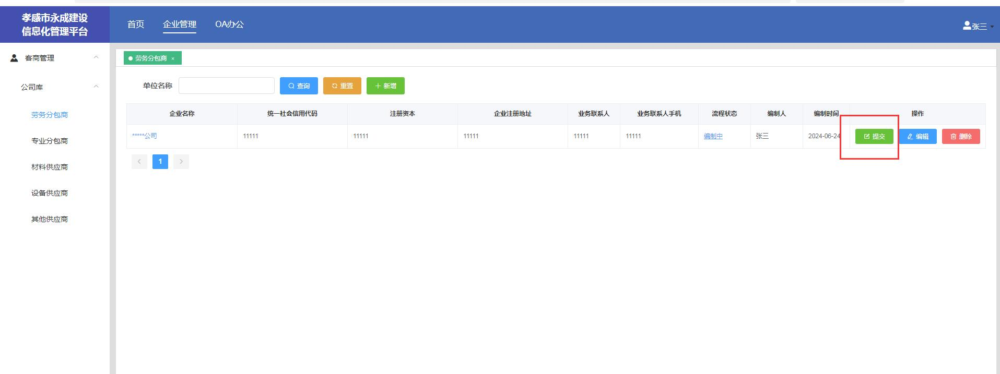 孝感市永成建设
信息化管理平台
首页 企业管理 OA办公
张三
客商管理
公司库
劳务分包商
专业分包商
材料供应商
设备供应商
其他供应商
劳务分包商 ×
单位名称 查询 重置 新增
企业名称 统一社会信用代码 注册资本 企业注册地址 业务联系人 业务联系人手机 流程状态 编制人 编制时间 操作
*****公司 11111 11111 11111 11111 11111 编制中 张三 2024-06-24 提交 编辑 删除
1